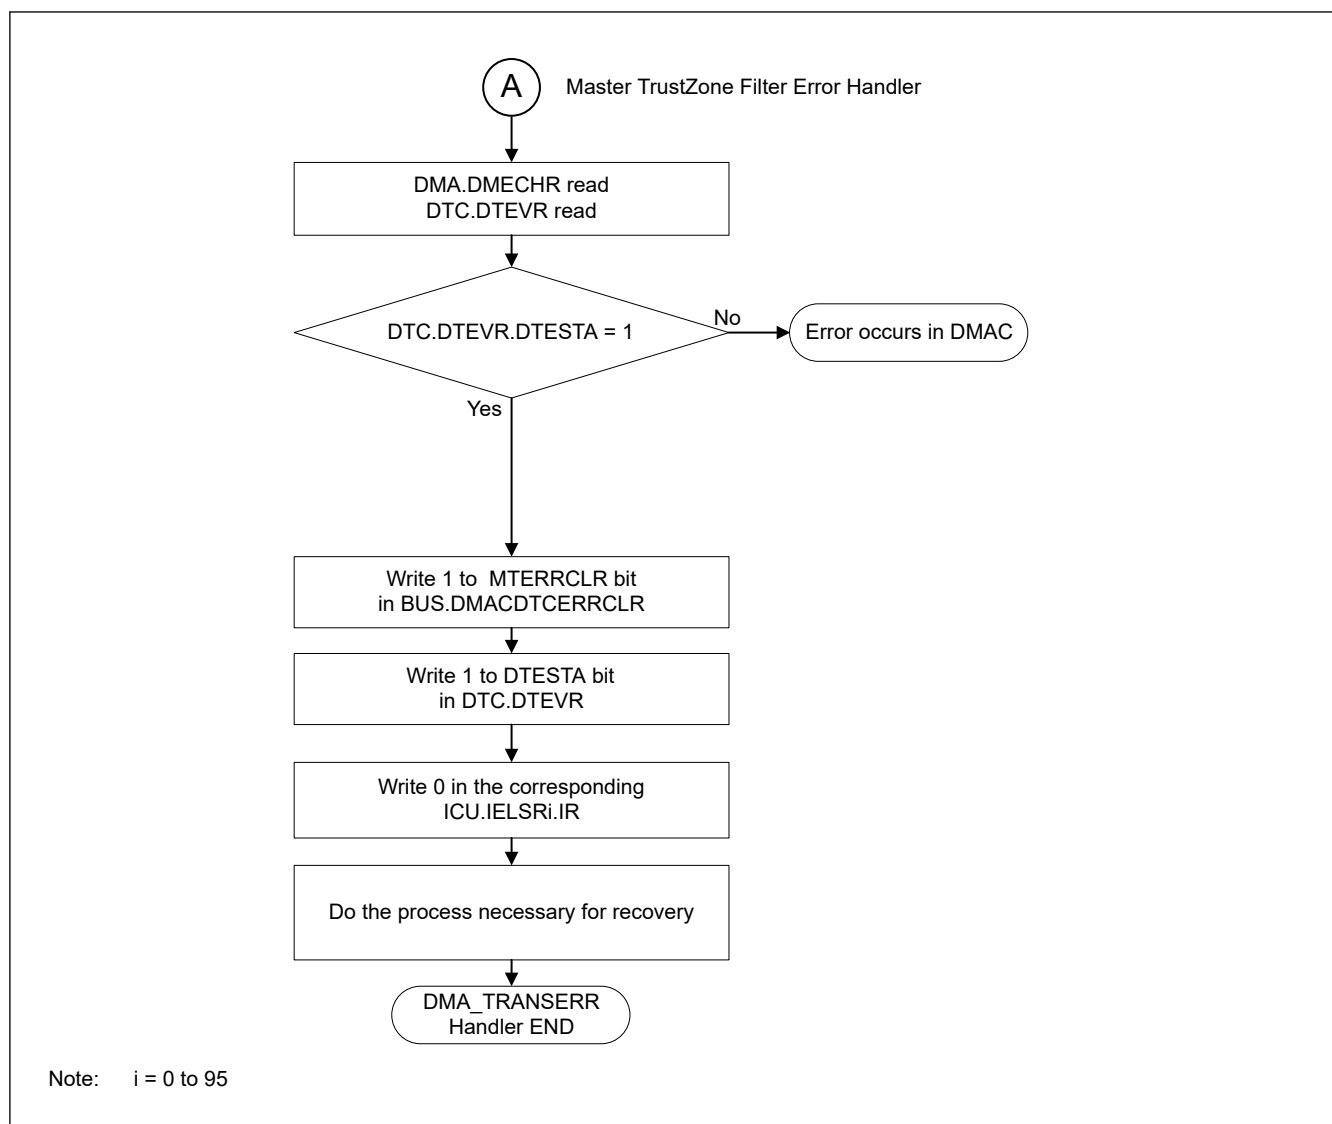 A
Master TrustZone Filter Error Handler
DMA.DMECHR read
DTC.DTEVR read
DTC.DTEVR.DTESTA = 1
No
Error occurs in DMAC
Yes
Write 1 to  MTERRCLR bit
in BUS.DMACDTCERRCLR
Write 1 to DTESTA bit
in DTC.DTEVR
Write 0 in the corresponding
ICU.IELSRi.IR
Do the process necessary for recovery
DMA_TRANSERR
Handler END
Note: i = 0 to 95